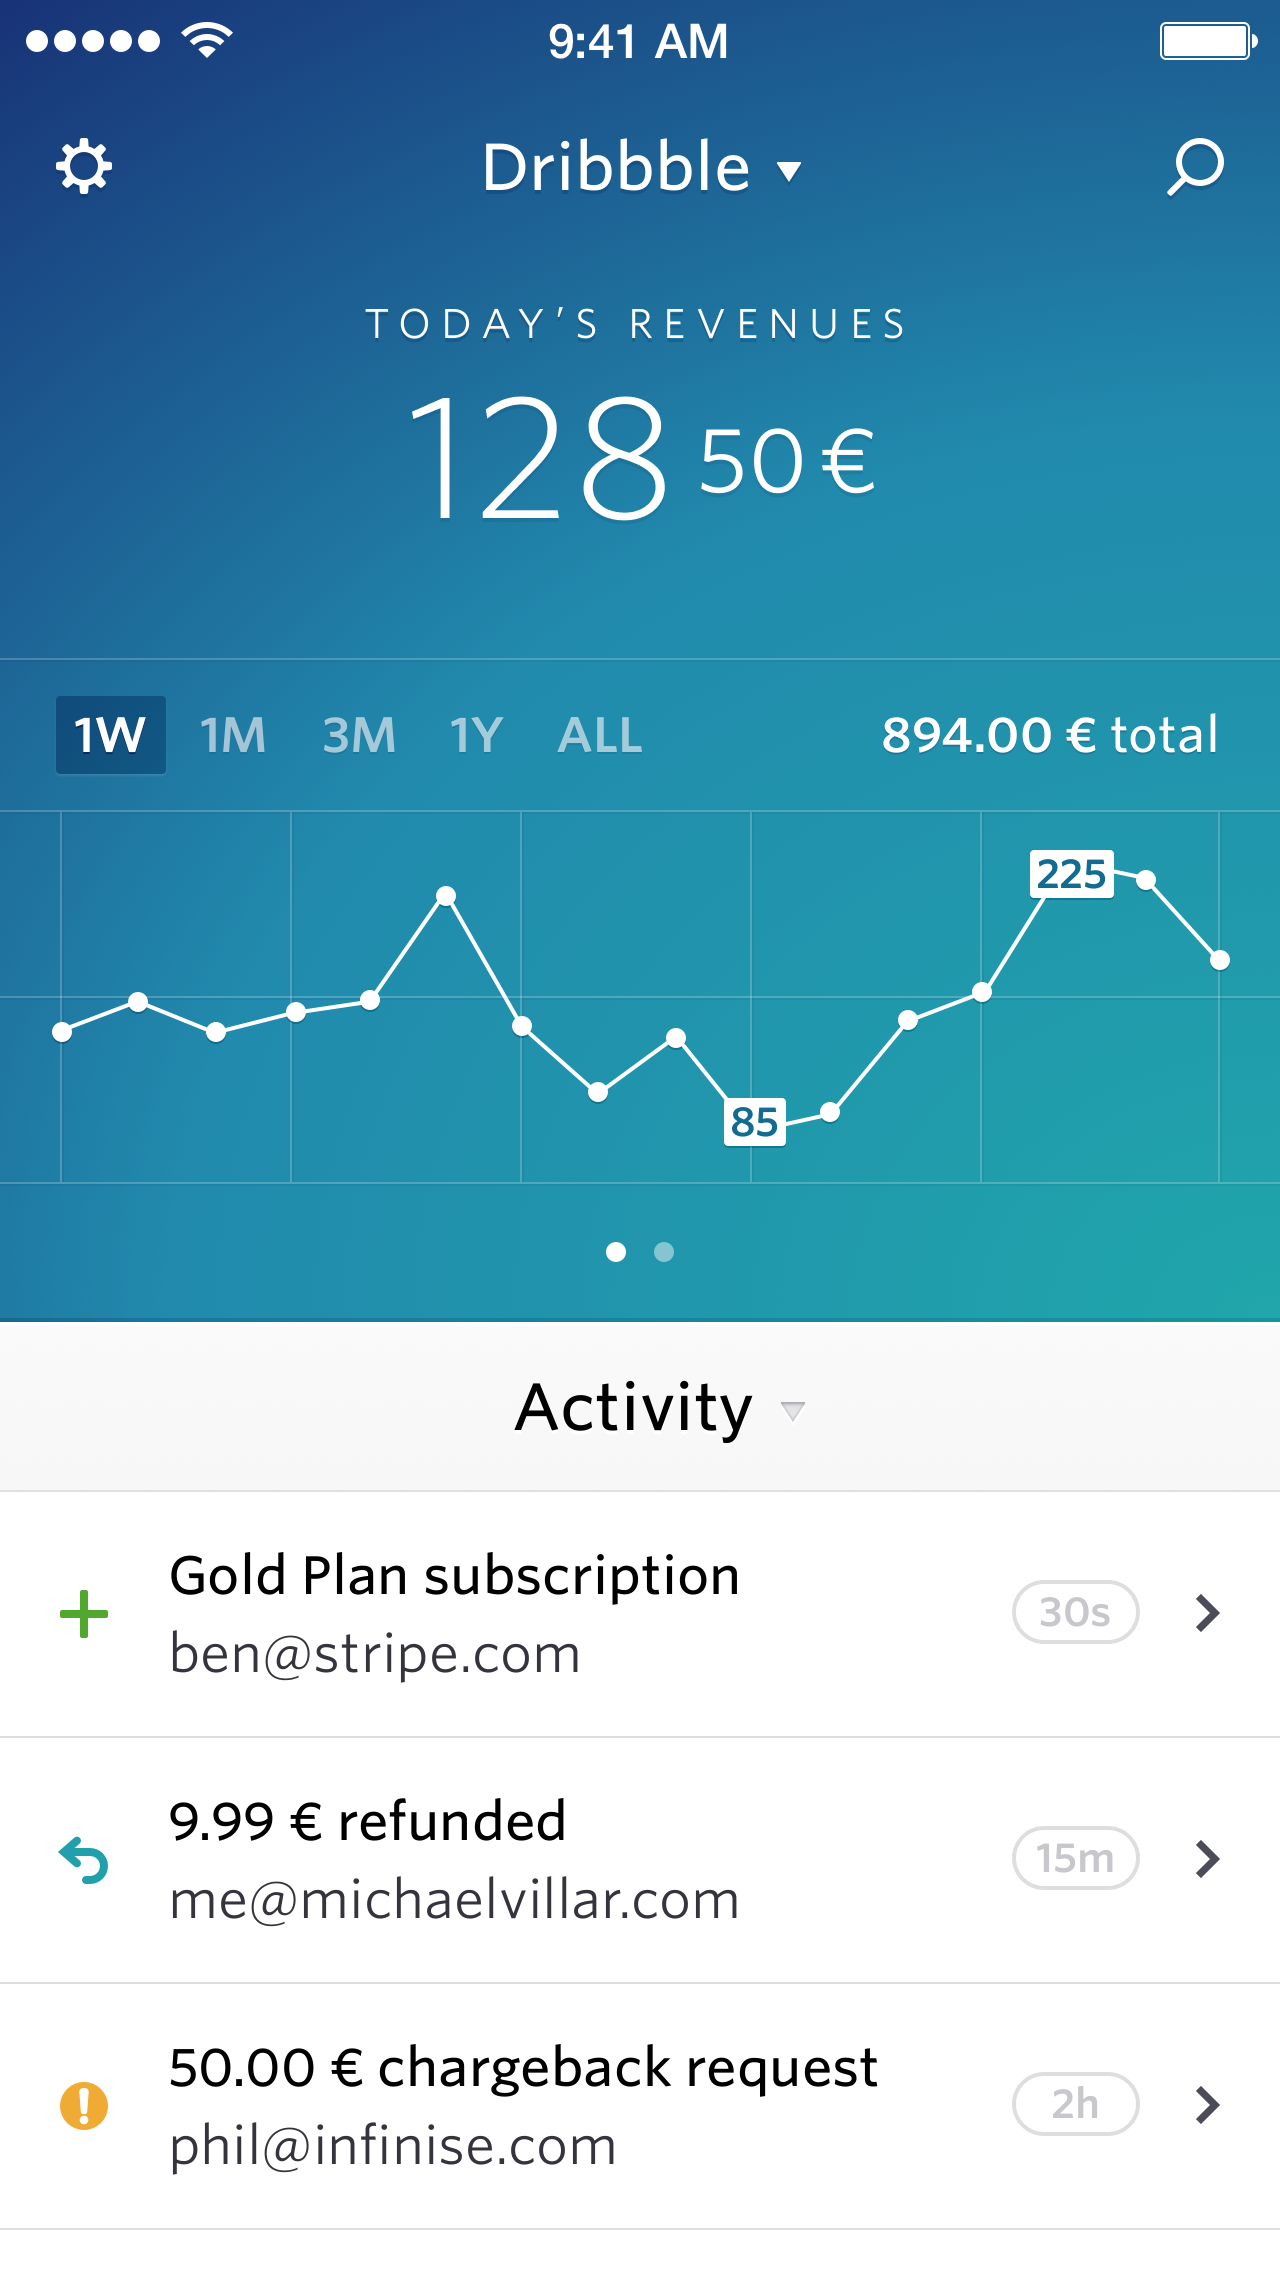 9:41 AM
Dribbble
TODAY’S REVENUES
128 50 €
1W 1M 3M 1Y ALL 894.00 € total
225
85
Activity
Gold Plan subscription
30s
ben@stripe.com
9.99 € refunded
15m
me@michaelvillar.com
50.00 € chargeback request
2h
phil@infinise.com